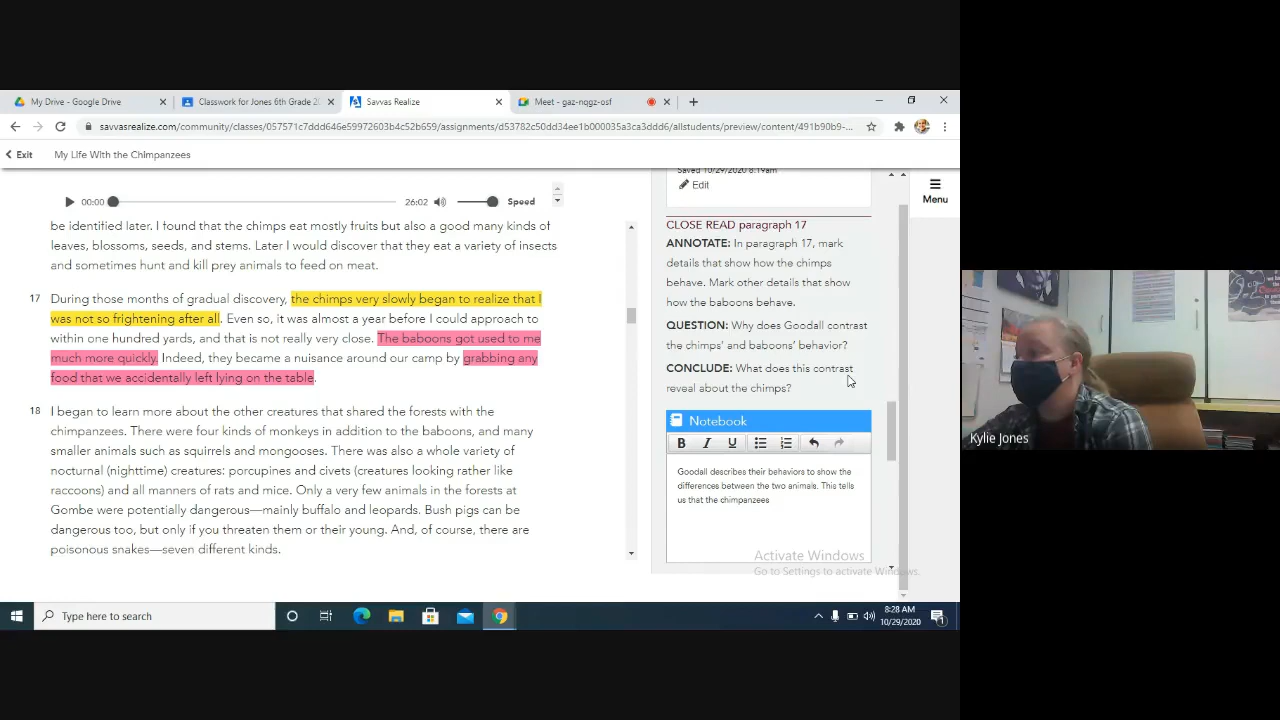 My Drive - Google Drive
Classwork for Jones 6th Grade 2
Savvas Realize
Meet - gaz-nqgz-osf
savvasrealize.com/community/classes/057571c7ddd646e59972603b4c52b659/assignments/d53782c50dd34ee1b000035a3ca3ddd6/allstudents/preview/content/491b90b9-...
Exit
My Life With the Chimpanzees
00:00
26:02
Speed
be identified later. I found that the chimps eat mostly fruits but also a good many kinds of
leaves, blossoms, seeds, and stems. Later I would discover that they eat a variety of insects
and sometimes hunt and kill prey animals to feed on meat.
17 During those months of gradual discovery, the chimps very slowly began to realize that I
was not so frightening after all. Even so, it was almost a year before I could approach to
within one hundred yards, and that is not really very close. The baboons got used to me
much more quickly. Indeed, they became a nuisance around our camp by grabbing any
food that we accidentally left lying on the table.
18 I began to learn more about the other creatures that shared the forests with the
chimpanzees. There were four kinds of monkeys in addition to the baboons, and many
smaller animals such as squirrels and mongooses. There was also a whole variety of
nocturnal (nighttime) creatures: porcupines and civets (creatures looking rather like
raccoons) and all manners of rats and mice. Only a very few animals in the forests at
Gombe were potentially dangerous—mainly buffalo and leopards. Bush pigs can be
dangerous too, but only if you threaten them or their young. And, of course, there are
poisonous snakes—seven different kinds.
Saved 10/29/2020 8:19am
Edit
CLOSE READ paragraph 17
ANNOTATE: In paragraph 17, mark
details that show how the chimps
behave. Mark other details that show
how the baboons behave.
QUESTION: Why does Goodall contrast
the chimps' and baboons' behavior?
CONCLUDE: What does this contrast
reveal about the chimps?
Notebook
B I U
Goodall describes their behaviors to show the
differences between the two animals. This tells
us that the chimpanzees
Activate Windows
Go to Settings to activate Windows.
Menu
Kylie Jones
Type here to search
8:28 AM
10/29/2020
1